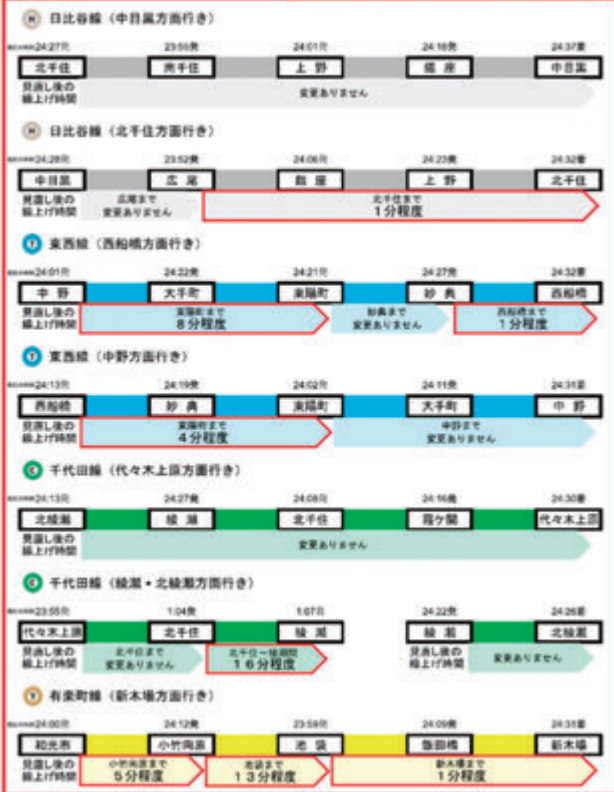 日比谷線（中目黒方面行き）
24:27発 23:55発 24:01発 24:18発 24:37着
北千住 南千住 上野 銀座 中目黒
見直し後の
繰上げ時間
変更ありません
日比谷線（北千住方面行き）
24:28発 23:52発 24:06発 24:23発 24:32着
中目黒 広尾 銀座 上野 北千住
見直し後の 広尾まで 北千住まで
繰上げ時間 変更ありません 1分程度
東西線（西船橋方面行き）
24:01発 24:22発 24:21発 24:27発 24:32着
中野 大手町 東陽町 妙典 西船橋
見直し後の 東陽町まで 妙典まで 西船橋まで
繰上げ時間 8分程度 変更ありません 1分程度
東西線（中野方面行き）
24:13発 24:19発 24:02発 24:11発 24:31着
西船橋 妙典 東陽町 大手町 中野
見直し後の 東陽町まで 中野まで
繰上げ時間 4分程度 変更ありません
千代田線（代々木上原方面行き）
24:13発 24:27発 24:08発 24:16発 24:30着
北綾瀬 綾瀬 北千住 霞ケ関 代々木上原
見直し後の
繰上げ時間
変更ありません
千代田線（綾瀬・北綾瀬方面行き）
23:55発 1:04発 1:07着 24:22発 24:26着
代々木上原 北千住 綾瀬 綾瀬 北綾瀬
見直し後の 北千住まで 北千住～綾瀬間 見直し後の
繰上げ時間 変更ありません 16分程度 繰上げ時間 変更ありません
有楽町線（新木場方面行き）
24:00発 24:12発 23:59発 24:09発 24:31着
和光市 小竹向原 池袋 飯田橋 新木場
見直し後の 小竹向原まで 池袋まで 新木場まで
繰上げ時間 5分程度 13分程度 1分程度